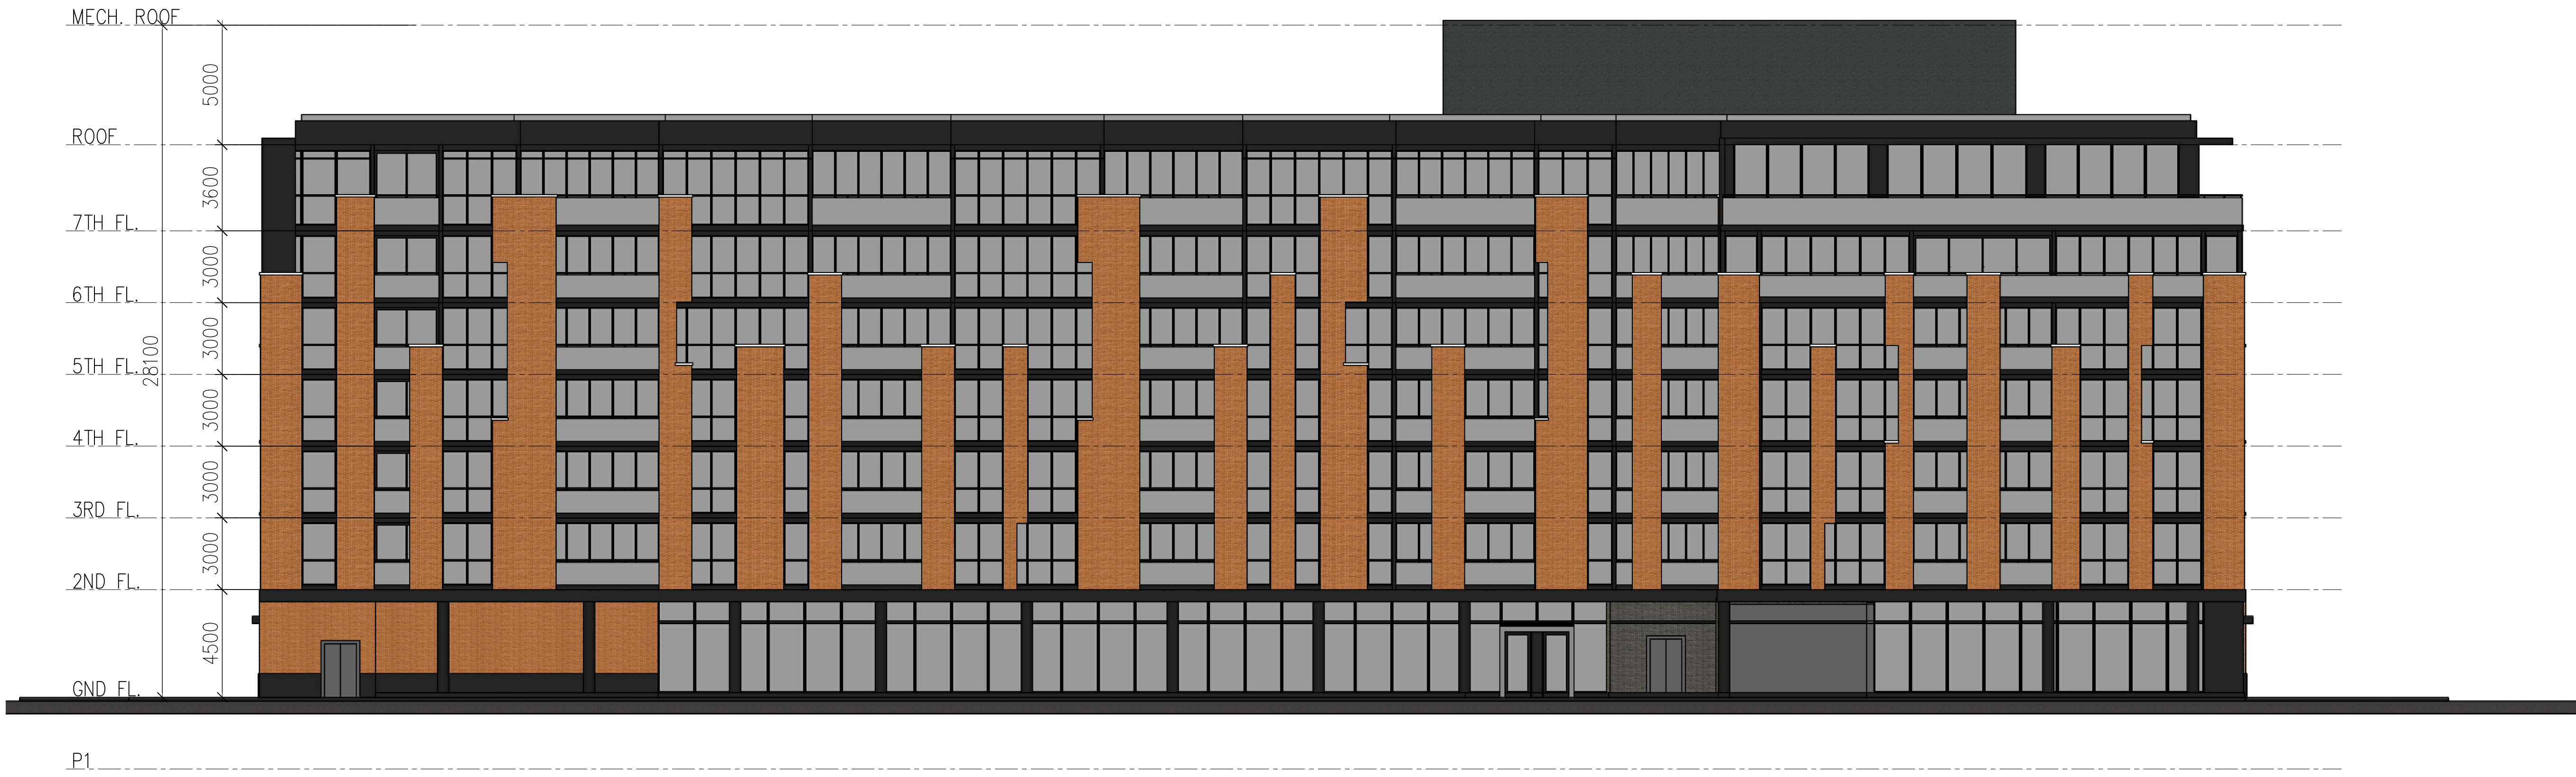 MECH. ROOF
5000
ROOF
3600
7TH FL.
3000
6TH FL.
3000
28100
5TH FL.
3000
4TH FL.
3000
3RD FL.
3000
2ND FL.
4500
GND FL.
P1